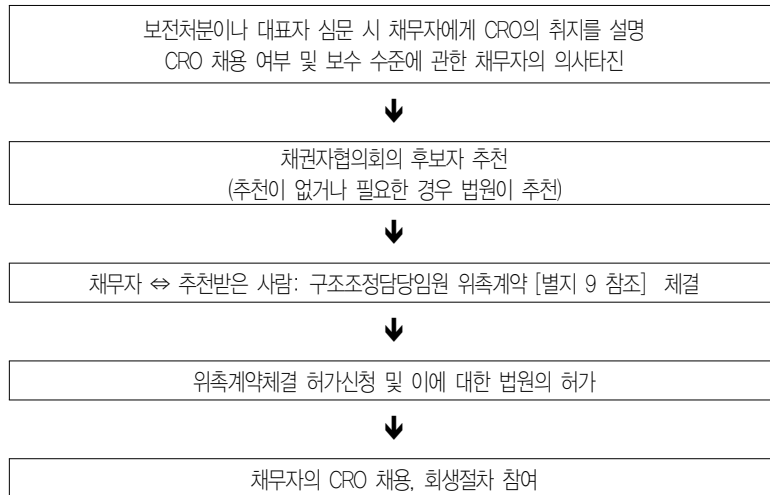 보전처분이나 대표자 심문 시 채무자에게 CRO의 취지를 설명
CRO 채용 여부 및 보수 수준에 관한 채무자의 의사타진
채권자협의회의 후보자 추천
(추천이 없거나 필요한 경우 법원이 추천)
채무자 ⇔ 추천받은 사람: 구조조정담당임원 위촉계약 [별지 9 참조] 체결
위촉계약체결 허가신청 및 이에 대한 법원의 허가
채무자의 CRO 채용, 회생절차 참여